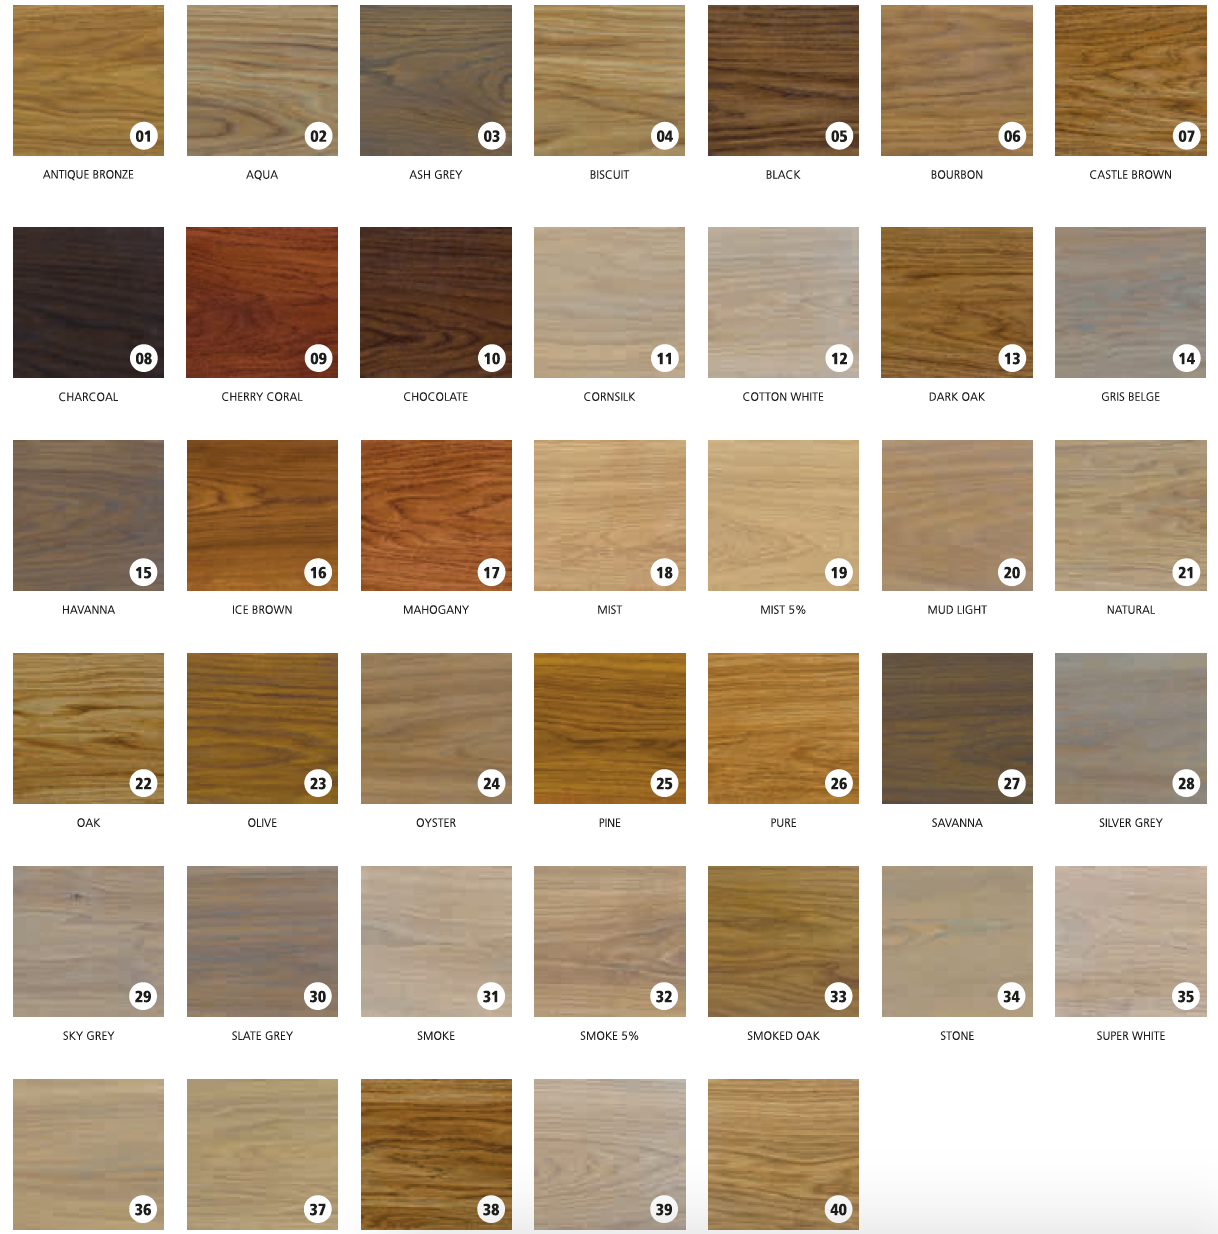 01 02 03 04 05 06 07
ANTIQUE BRONZE AQUA ASH GREY BISCUIT BLACK BOURBON CASTLE BROWN
08 09 10 11 12 13 14
CHARCOAL CHERRY CORAL CHOCOLATE CORNSILK COTTON WHITE DARK OAK GRIS BELGE
15 16 17 18 19 20 21
HAVANNA ICE BROWN MAHOGANY MIST MIST 5% MUD LIGHT NATURAL
22 23 24 25 26 27 28
OAK OLIVE OYSTER PINE PURE SAVANNA SILVER GREY
29 30 31 32 33 34 35
SKY GREY SLATE GREY SMOKE SMOKE 5% SMOKED OAK STONE SUPER WHITE
36 37 38 39 40